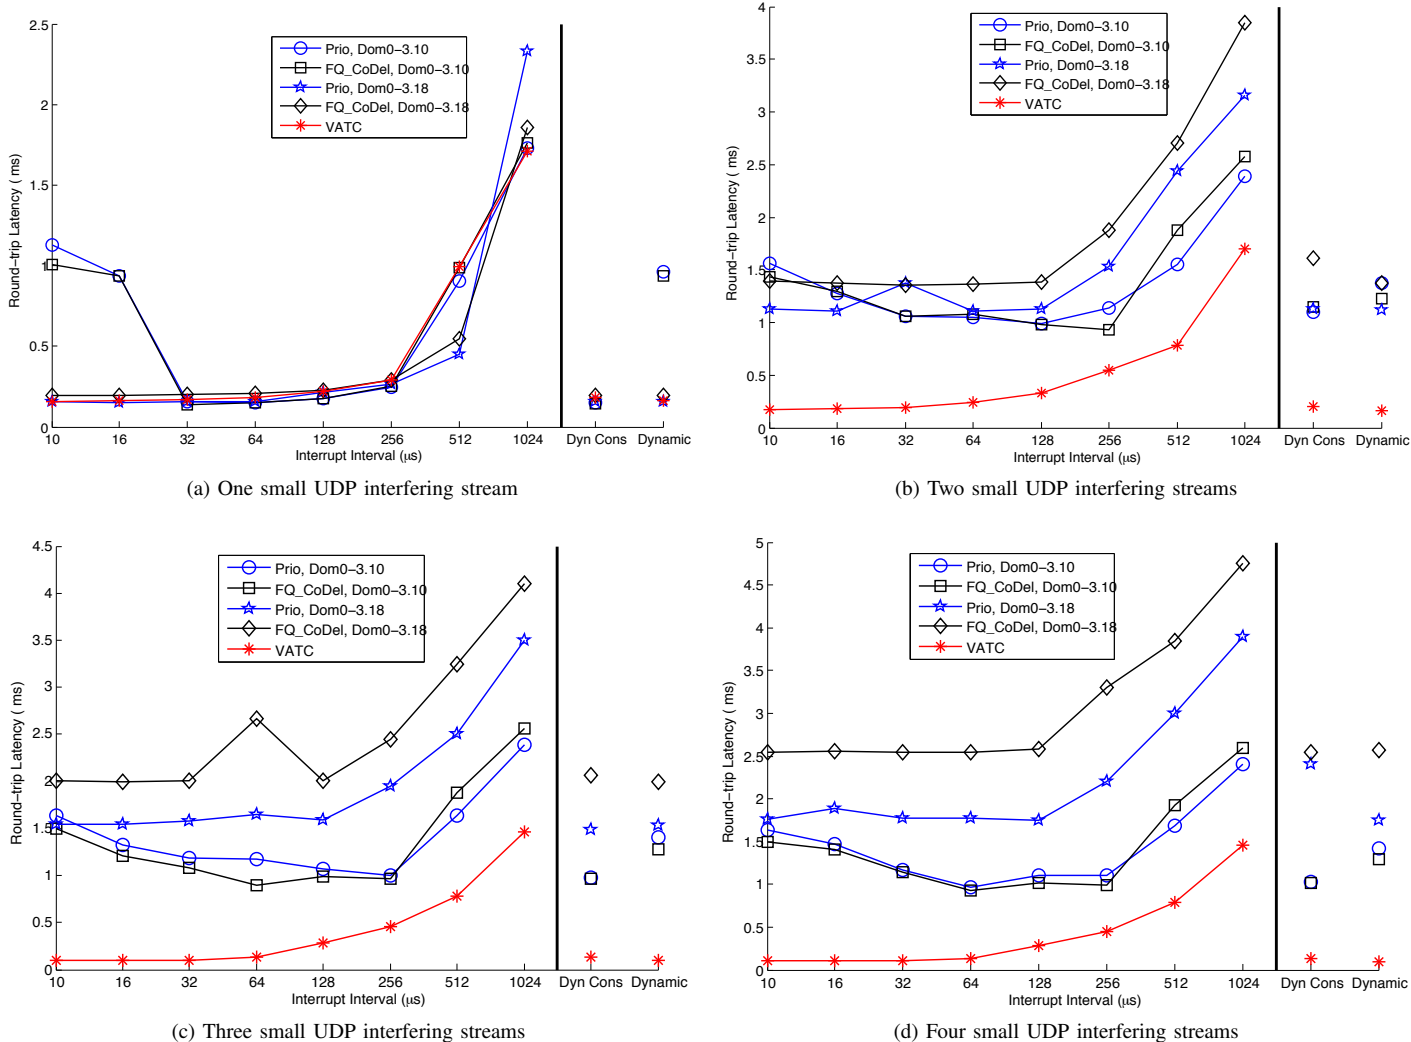 2.5
2
1.5
1
0.5
0
Round-trip Latency ( ms)
Prio, Dom0-3.10
FQ_CoDel, Dom0-3.10
Prio, Dom0-3.18
FQ_CoDel, Dom0-3.18
VATC
10 16 32 64 128 256 512 1024 Dyn Cons Dynamic
Interrupt Interval (μs)
(a) One small UDP interfering stream
4
3.5
3
2.5
2
1.5
1
0.5
0
Round-trip Latency ( ms)
Prio, Dom0-3.10
FQ_CoDel, Dom0-3.10
Prio, Dom0-3.18
FQ_CoDel, Dom0-3.18
VATC
10 16 32 64 128 256 512 1024 Dyn Cons Dynamic
Interrupt Interval (μs)
(b) Two small UDP interfering streams
4.5
4
3.5
3
2.5
2
1.5
1
0.5
0
Round-trip Latency ( ms)
Prio, Dom0-3.10
FQ_CoDel, Dom0-3.10
Prio, Dom0-3.18
FQ_CoDel, Dom0-3.18
VATC
10 16 32 64 128 256 512 1024 Dyn Cons Dynamic
Interrupt Interval (μs)
(c) Three small UDP interfering streams
5
4.5
4
3.5
3
2.5
2
1.5
1
0.5
0
Round-trip Latency ( ms)
Prio, Dom0-3.10
FQ_CoDel, Dom0-3.10
Prio, Dom0-3.18
FQ_CoDel, Dom0-3.18
VATC
10 16 32 64 128 256 512 1024 Dyn Cons Dynamic
Interrupt Interval (μs)
(d) Four small UDP interfering streams